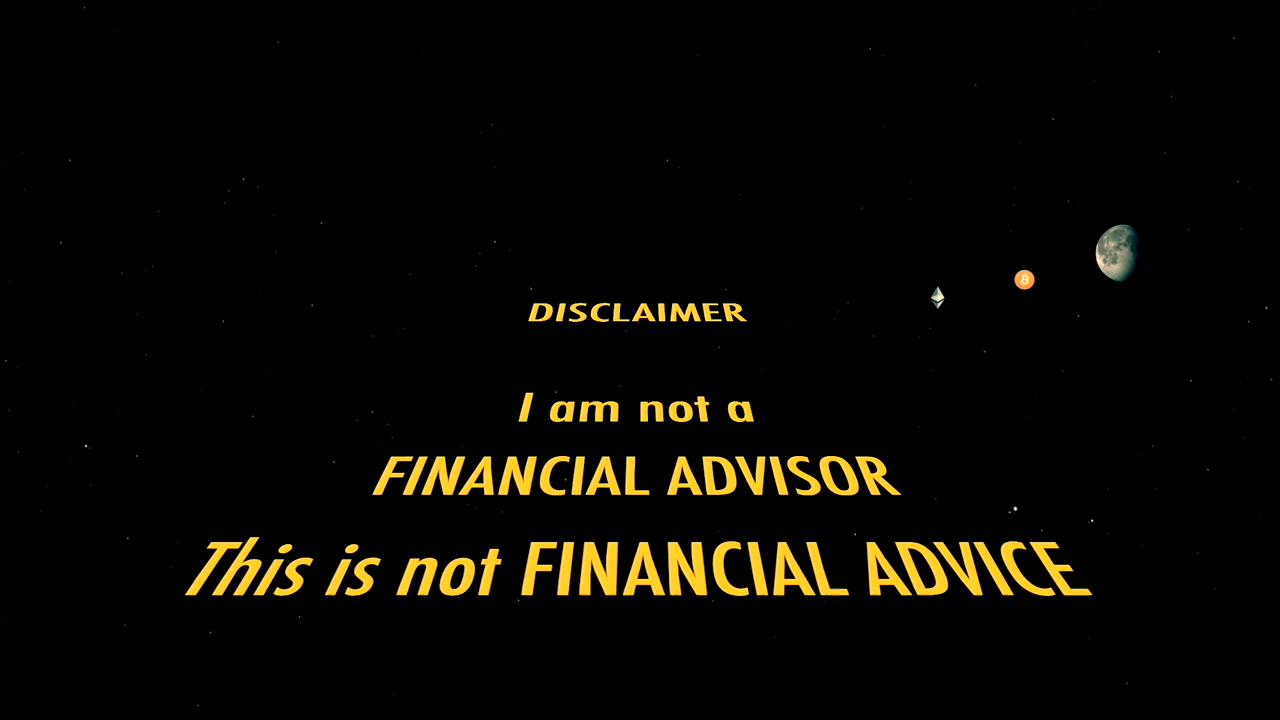 DISCLAIMER
I am not a
FINANCIAL ADVISOR
This is not FINANCIAL ADVICE